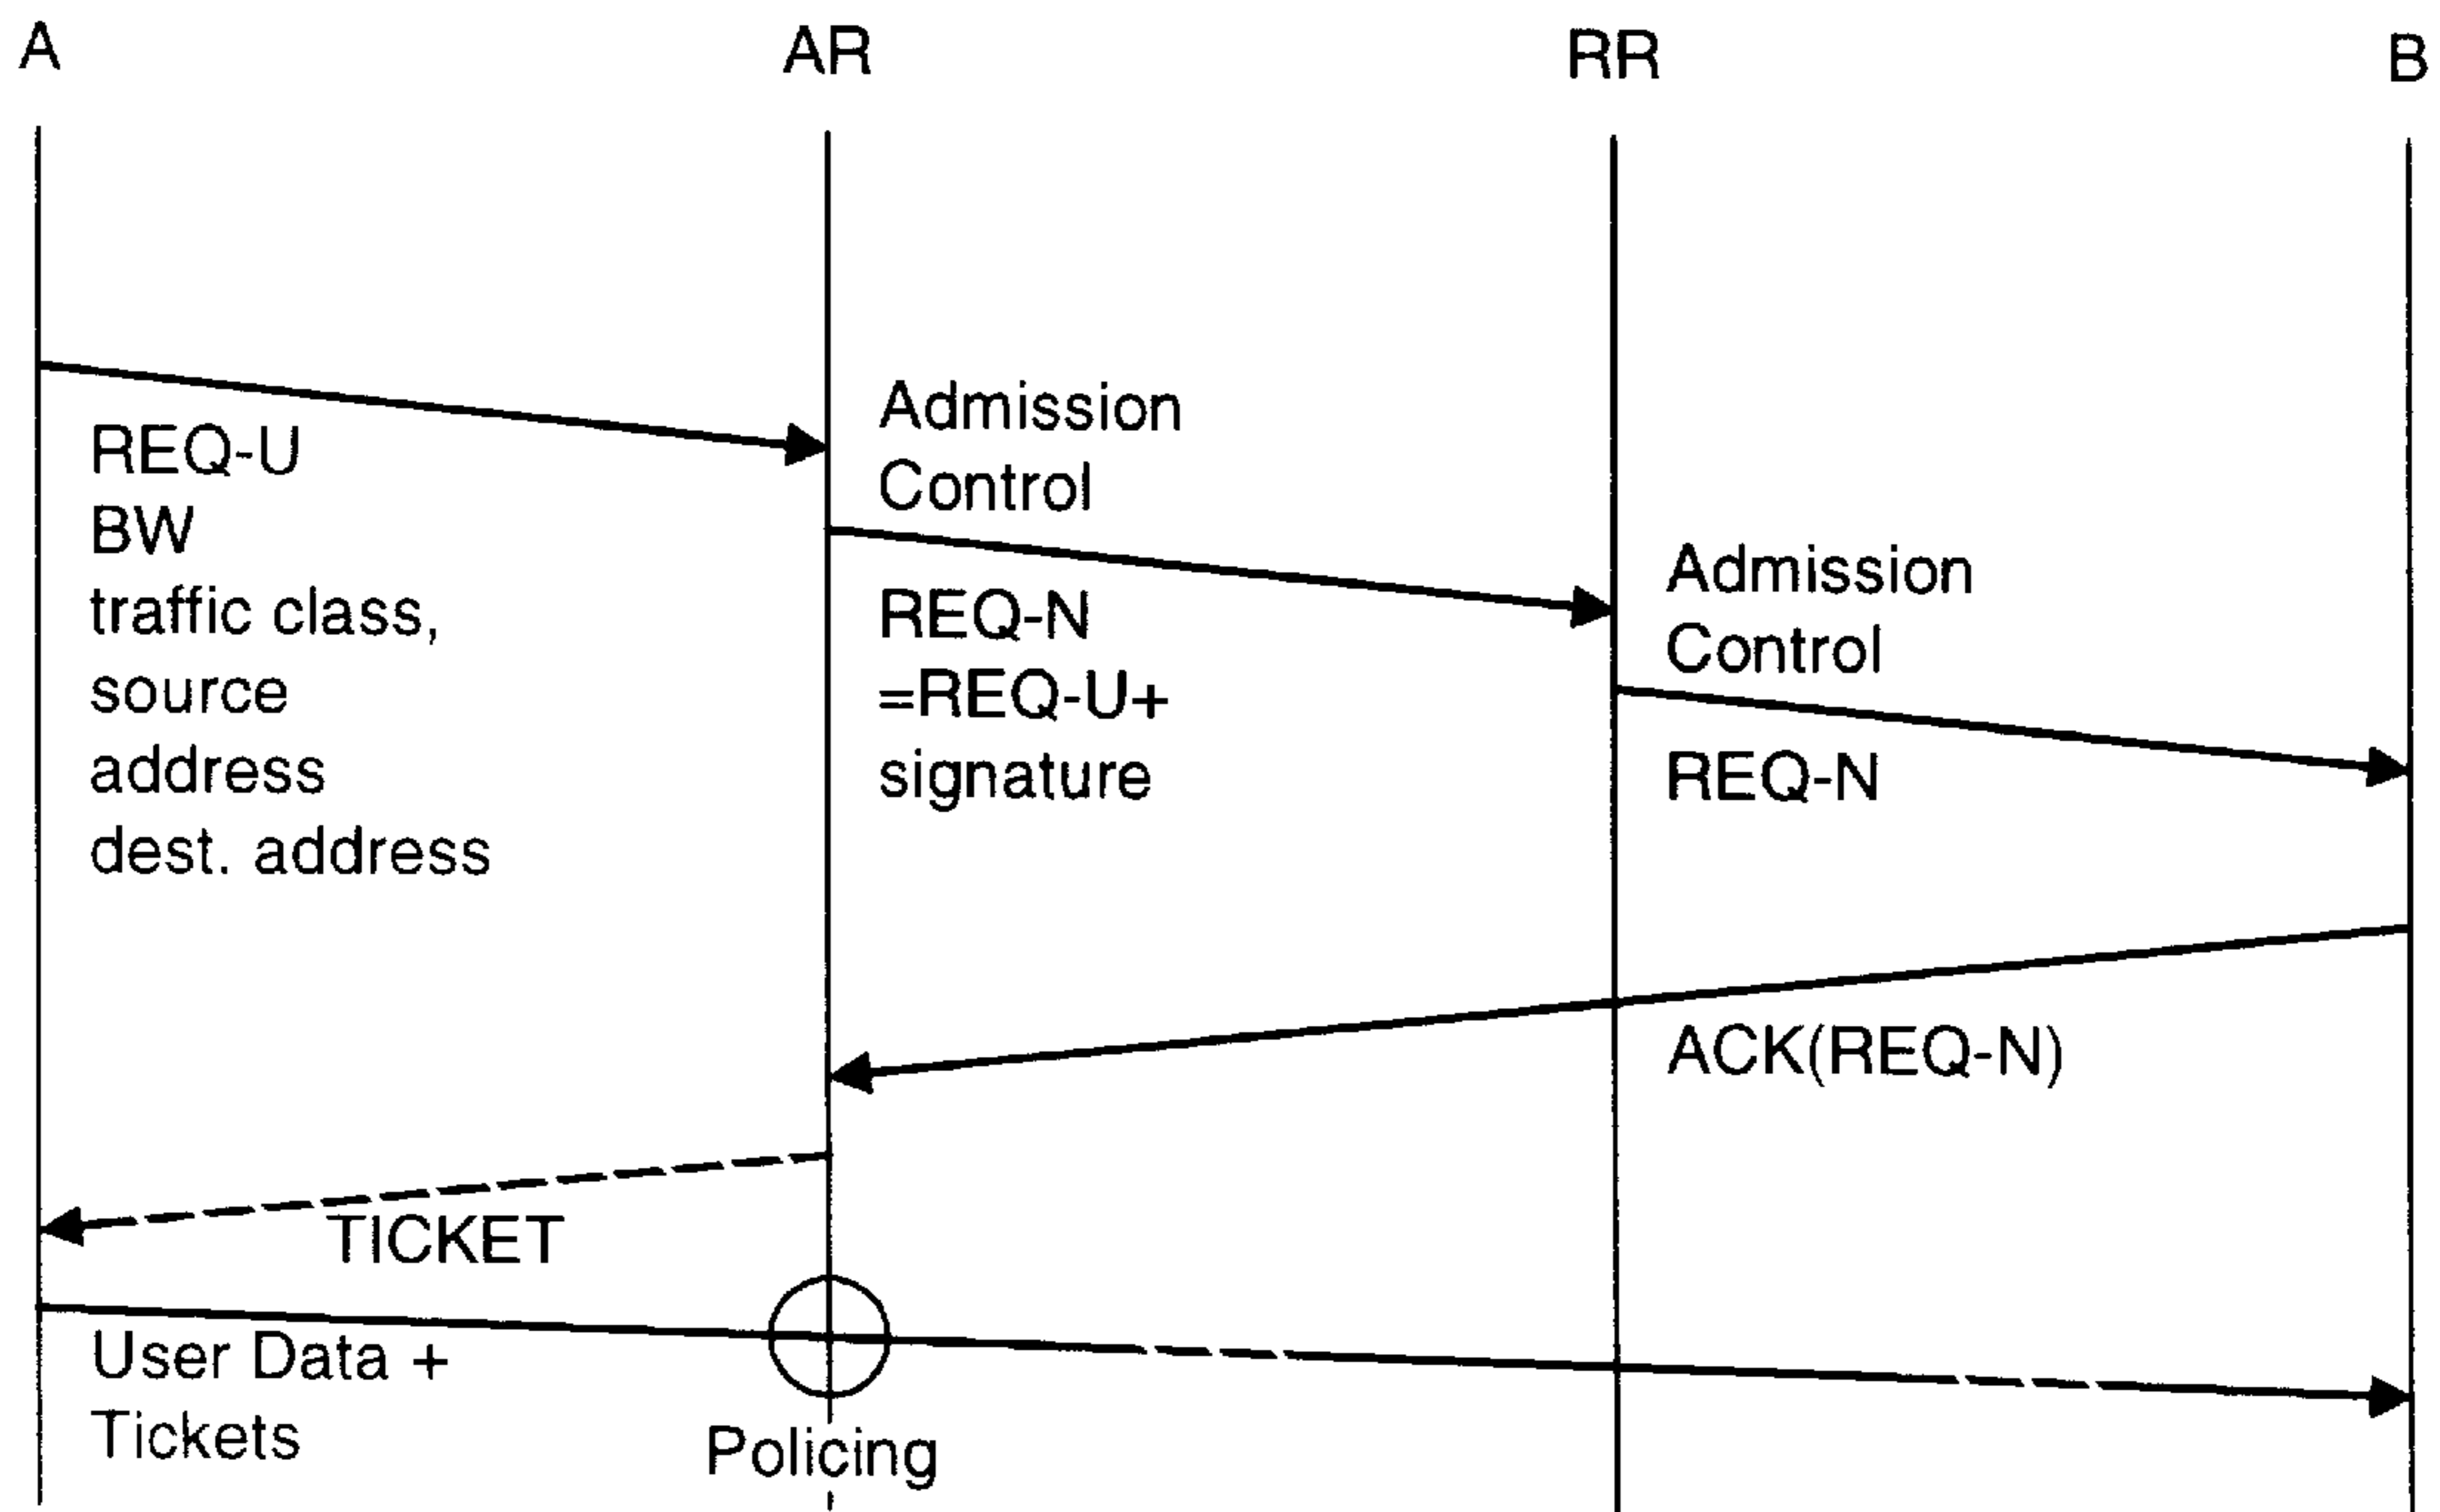 A
AR
RR
B
REQ-U
BW
traffic class,
source
address
dest. address
Admission
Control
REQ-N
=REQ-U+
signature
Admission
Control
REQ-N
ACK(REQ-N)
TICKET
User Data +
Tickets
Policing